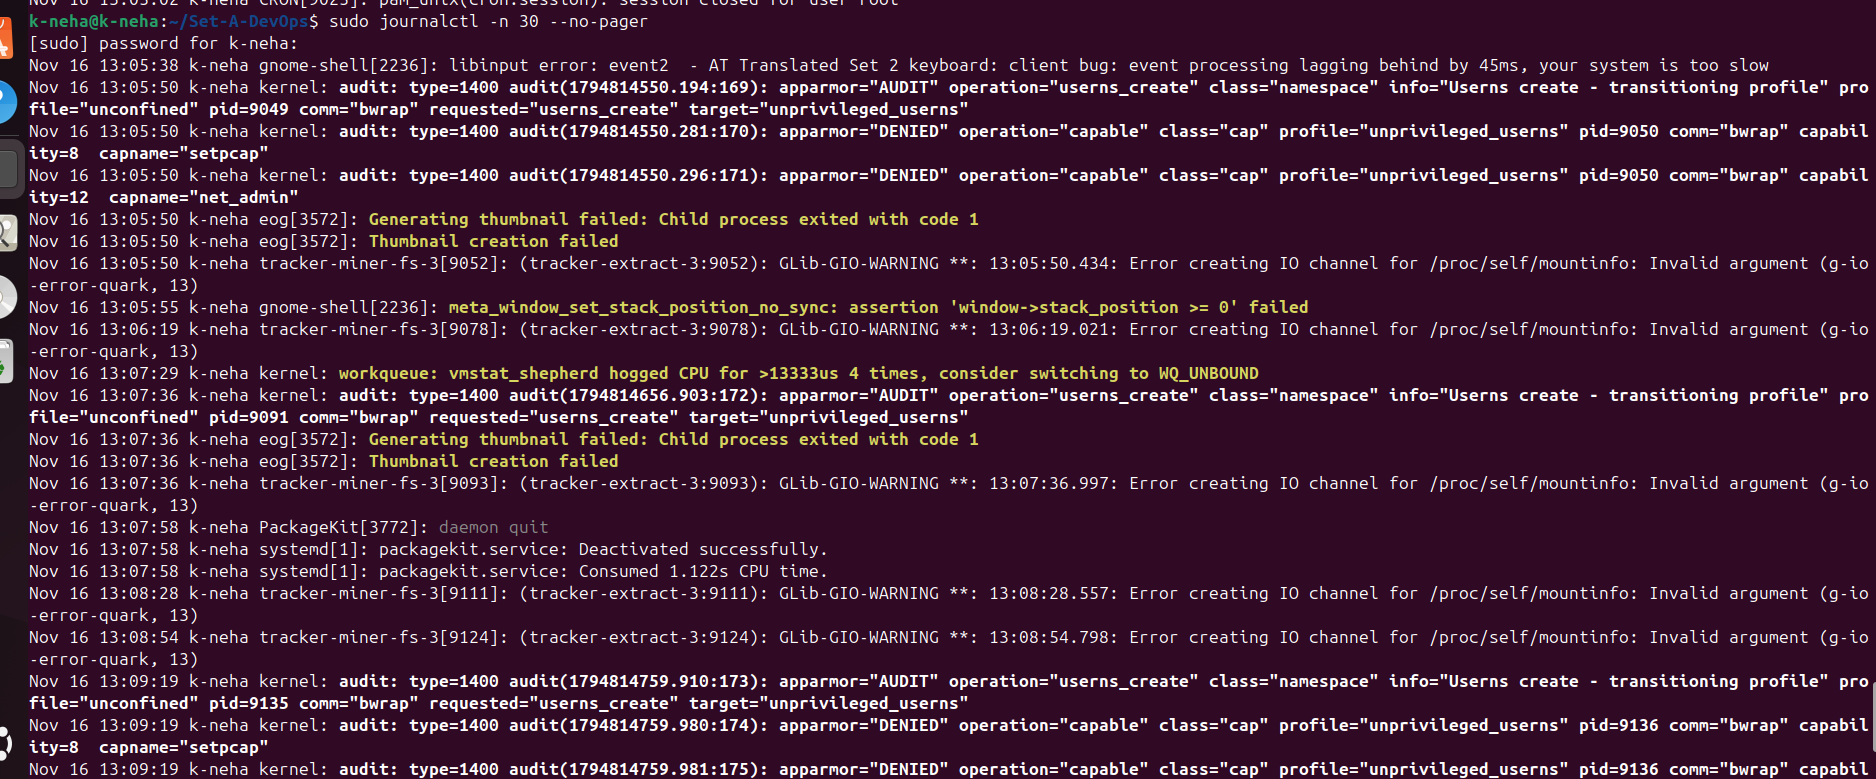 Nov 16 13:05:02 k-neha CRON[9025]: pam_unix(cron:session): session closed for user root
k-neha@k-neha:~/Set-A-DevOps$ sudo journalctl -n 30 --no-pager
[sudo] password for k-neha:
Nov 16 13:05:38 k-neha gnome-shell[2236]: libinput error: event2  - AT Translated Set 2 keyboard: client bug: event processing lagging behind by 45ms, your system is too slow
Nov 16 13:05:50 k-neha kernel: audit: type=1400 audit(1794814550.194:169): apparmor="AUDIT" operation="userns_create" class="namespace" info="Userns create - transitioning profile" pro
file="unconfined" pid=9049 comm="bwrap" requested="userns_create" target="unprivileged_userns"
Nov 16 13:05:50 k-neha kernel: audit: type=1400 audit(1794814550.281:170): apparmor="DENIED" operation="capable" class="cap" profile="unprivileged_userns" pid=9050 comm="bwrap" capabil
ity=8  capname="setpcap"
Nov 16 13:05:50 k-neha kernel: audit: type=1400 audit(1794814550.296:171): apparmor="DENIED" operation="capable" class="cap" profile="unprivileged_userns" pid=9050 comm="bwrap" capabil
ity=12  capname="net_admin"
Nov 16 13:05:50 k-neha eog[3572]: Generating thumbnail failed: Child process exited with code 1
Nov 16 13:05:50 k-neha eog[3572]: Thumbnail creation failed
Nov 16 13:05:50 k-neha tracker-miner-fs-3[9052]: (tracker-extract-3:9052): GLib-GIO-WARNING **: 13:05:50.434: Error creating IO channel for /proc/self/mountinfo: Invalid argument (g-io
-error-quark, 13)
Nov 16 13:05:55 k-neha gnome-shell[2236]: meta_window_set_stack_position_no_sync: assertion 'window->stack_position >= 0' failed
Nov 16 13:06:19 k-neha tracker-miner-fs-3[9078]: (tracker-extract-3:9078): GLib-GIO-WARNING **: 13:06:19.021: Error creating IO channel for /proc/self/mountinfo: Invalid argument (g-io
-error-quark, 13)
Nov 16 13:07:29 k-neha kernel: workqueue: vmstat_shepherd hogged CPU for >13333us 4 times, consider switching to WQ_UNBOUND
Nov 16 13:07:36 k-neha kernel: audit: type=1400 audit(1794814656.903:172): apparmor="AUDIT" operation="userns_create" class="namespace" info="Userns create - transitioning profile" pro
file="unconfined" pid=9091 comm="bwrap" requested="userns_create" target="unprivileged_userns"
Nov 16 13:07:36 k-neha eog[3572]: Generating thumbnail failed: Child process exited with code 1
Nov 16 13:07:36 k-neha eog[3572]: Thumbnail creation failed
Nov 16 13:07:36 k-neha tracker-miner-fs-3[9093]: (tracker-extract-3:9093): GLib-GIO-WARNING **: 13:07:36.997: Error creating IO channel for /proc/self/mountinfo: Invalid argument (g-io
-error-quark, 13)
Nov 16 13:07:58 k-neha PackageKit[3772]: daemon quit
Nov 16 13:07:58 k-neha systemd[1]: packagekit.service: Deactivated successfully.
Nov 16 13:07:58 k-neha systemd[1]: packagekit.service: Consumed 1.122s CPU time.
Nov 16 13:08:28 k-neha tracker-miner-fs-3[9111]: (tracker-extract-3:9111): GLib-GIO-WARNING **: 13:08:28.557: Error creating IO channel for /proc/self/mountinfo: Invalid argument (g-io
-error-quark, 13)
Nov 16 13:08:54 k-neha tracker-miner-fs-3[9124]: (tracker-extract-3:9124): GLib-GIO-WARNING **: 13:08:54.798: Error creating IO channel for /proc/self/mountinfo: Invalid argument (g-io
-error-quark, 13)
Nov 16 13:09:19 k-neha kernel: audit: type=1400 audit(1794814759.910:173): apparmor="AUDIT" operation="userns_create" class="namespace" info="Userns create - transitioning profile" pro
file="unconfined" pid=9135 comm="bwrap" requested="userns_create" target="unprivileged_userns"
Nov 16 13:09:19 k-neha kernel: audit: type=1400 audit(1794814759.980:174): apparmor="DENIED" operation="capable" class="cap" profile="unprivileged_userns" pid=9136 comm="bwrap" capabil
ity=8  capname="setpcap"
Nov 16 13:09:19 k-neha kernel: audit: type=1400 audit(1794814759.981:175): apparmor="DENIED" operation="capable" class="cap" profile="unprivileged_userns" pid=9136 comm="bwrap" capabil